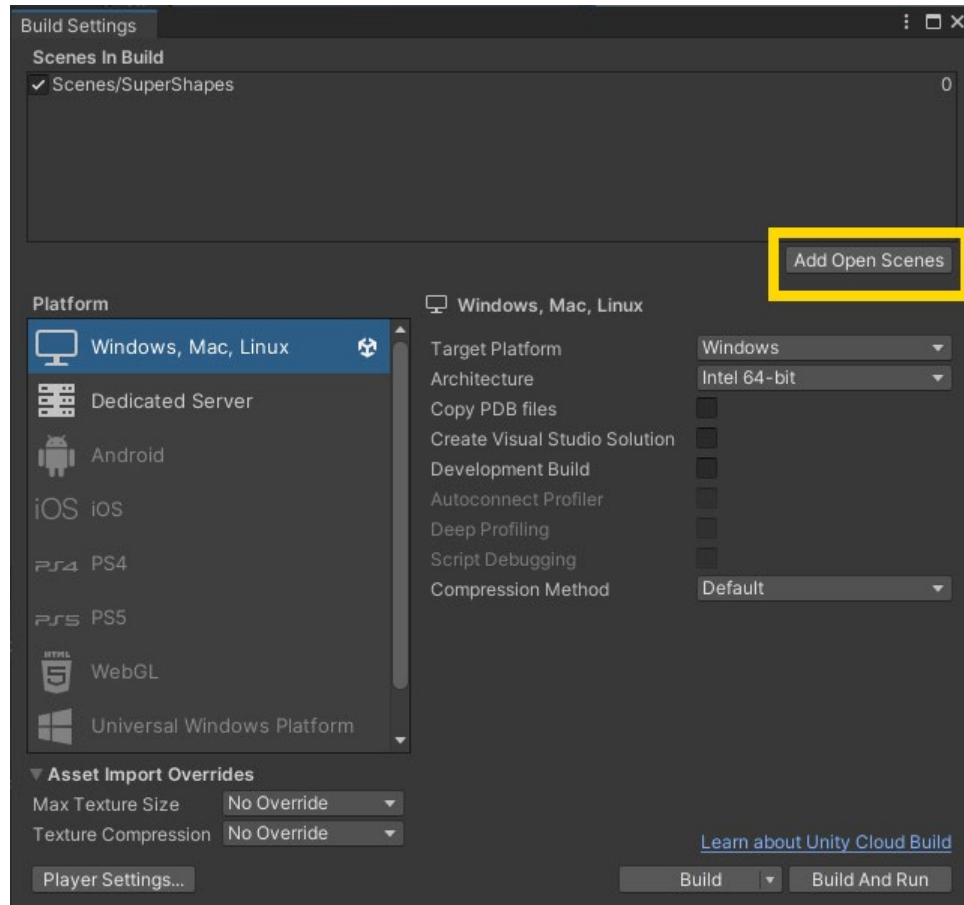 Build Settings
Scenes In Build
Scenes/SuperShapes 0
Add Open Scenes
Platform
Windows, Mac, Linux
Dedicated Server
Android
iOS iOS
PS4 PS4
PS5 PS5
HTML
5 WebGL
Universal Windows Platform
Windows, Mac, Linux
Target Platform Windows
Architecture Intel 64-bit
Copy PDB files
Create Visual Studio Solution
Development Build
Autoconnect Profiler
Deep Profiling
Script Debugging
Compression Method Default
Asset Import Overrides
Max Texture Size No Override
Texture Compression No Override
Learn about Unity Cloud Build
Player Settings... Build Build And Run